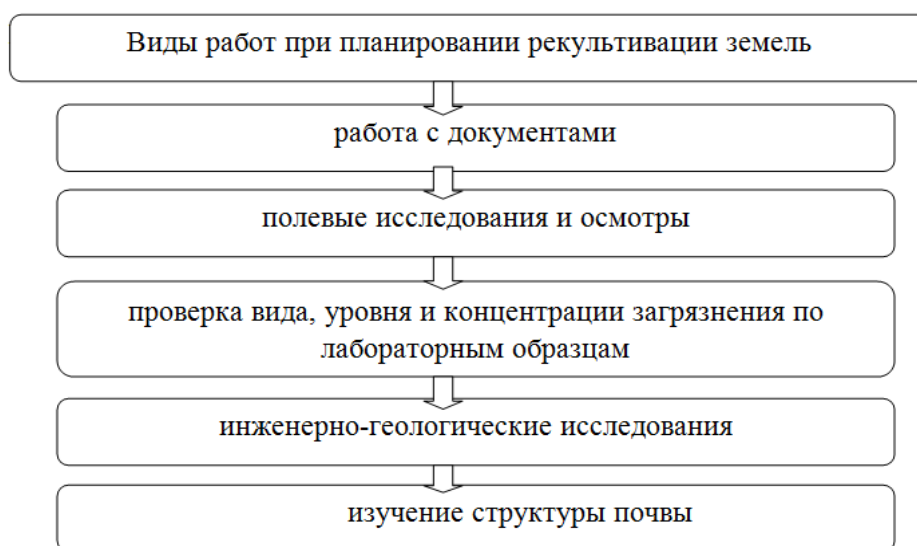 Виды работ при планировании рекультивации земель
работа с документами
полевые исследования и осмотры
проверка вида, уровня и концентрации загрязнения по
лабораторным образцам
инженерно-геологические исследования
изучение структуры почвы